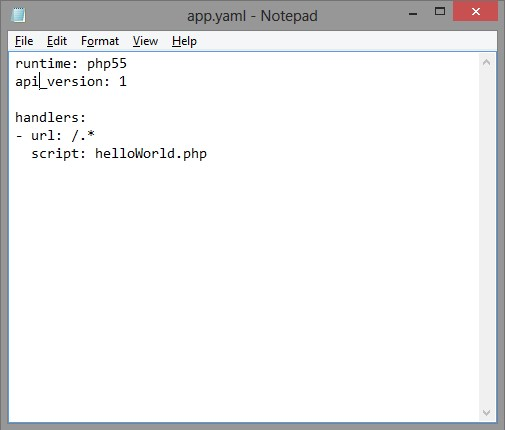 app.yaml - Notepad
File Edit Format View Help
runtime: php55
api_version: 1

handlers:
- url: /.*
  script: helloWorld.php